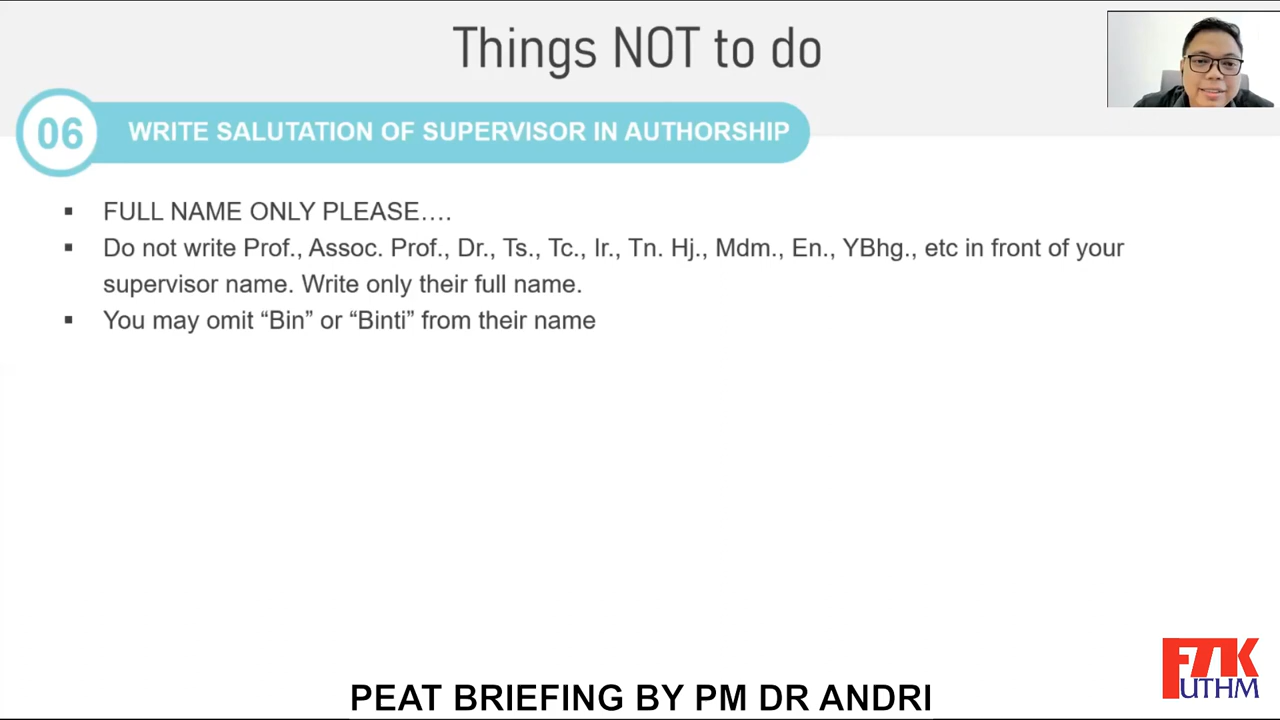 Things NOT to do
06
WRITE SALUTATION OF SUPERVISOR IN AUTHORSHIP
▪ FULL NAME ONLY PLEASE….
▪ Do not write Prof., Assoc. Prof., Dr., Ts., Tc., Ir., Tn. Hj., Mdm., En., YBhg., etc in front of your
supervisor name. Write only their full name.
▪ You may omit “Bin” or “Binti” from their name
FTK
UTHM
PEAT BRIEFING BY PM DR ANDRI